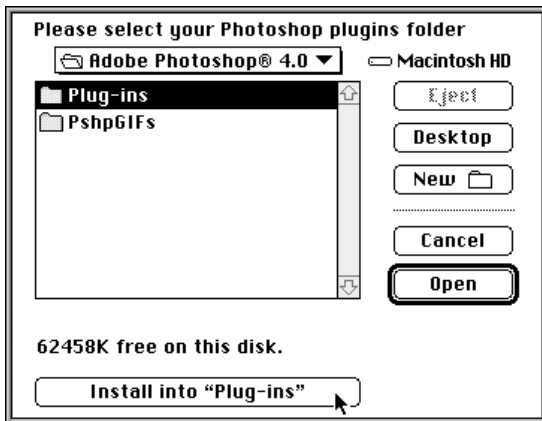 Please select your Photoshop plugins folder
Adobe Photoshop® 4.0 Macintosh HD
Plug-ins
PshpGIFs
Eject
Desktop
New
Cancel
Open
62458K free on this disk.
Install into “Plug-ins”